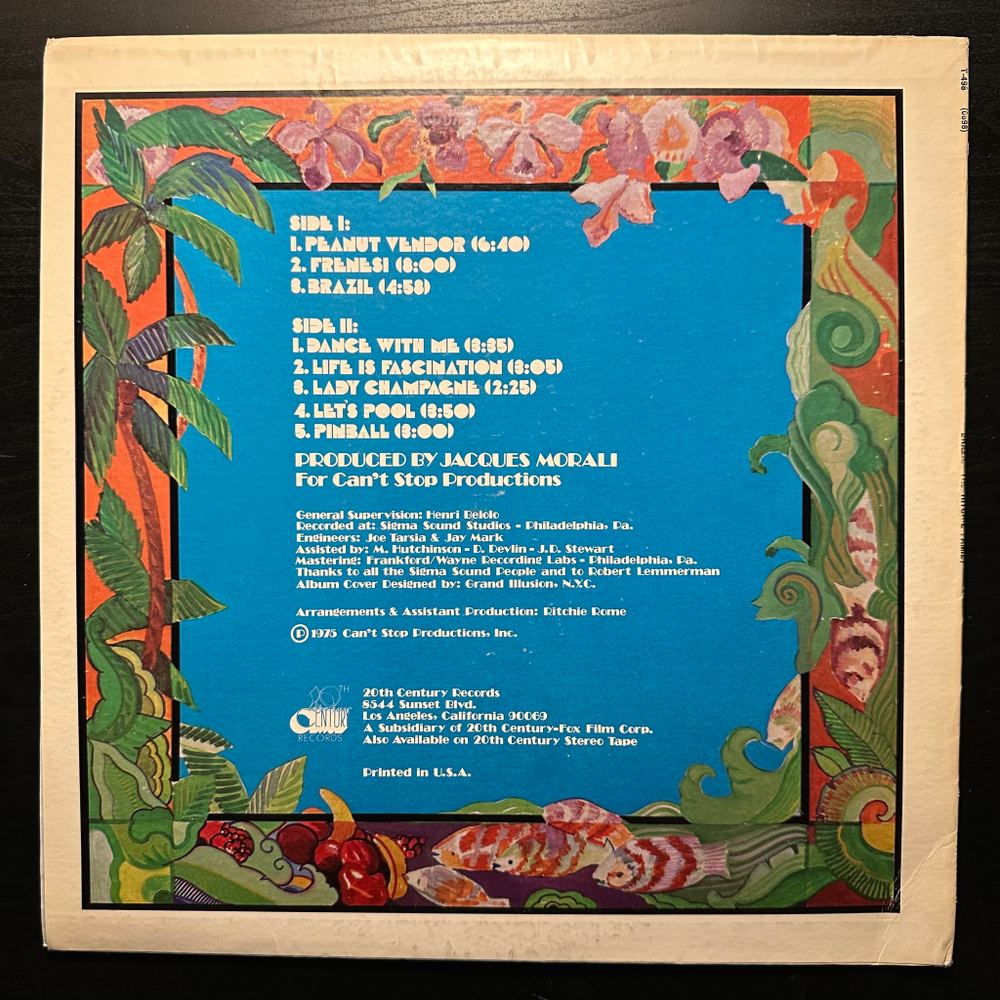 SIDE I:
1. PEANUT VENDOR (6:40)
2. FRENESI (3:00)
3. BRAZIL (4:58)
SIDE II:
1. DANCE WITH ME (3:35)
2. LIFE IS FASCINATION (3:05)
3. LADY CHAMPAGNE (2:25)
4. LET'S POOL (3:50)
5. PINBALL (3:00)
PRODUCED BY JACQUES MORALI
For Can't Stop Productions
General Supervision: Henri Belolo
Recorded at: Sigma Sound Studios - Philadelphia, Pa.
Engineers: Joe Tarsia & Jay Mark
Assisted by: M. Hutchinson - D. Devlin - J.D. Stewart
Mastering: Frankford/Wayne Recording Labs - Philadelphia, Pa.
Thanks to all the Sigma Sound People and to Robert Lemmerman
Album Cover Designed by: Grand Illusion, N.Y.C.
Arrangements & Assistant Production: Ritchie Rome
Ⓟ 1975 Can't Stop Productions, Inc.
20TH
CENTURY
RECORDS
20th Century Records
8544 Sunset Blvd.
Los Angeles, California 90069
A Subsidiary of 20th Century-Fox Film Corp.
Also Available on 20th Century Stereo Tape
Printed in U.S.A.
T-498